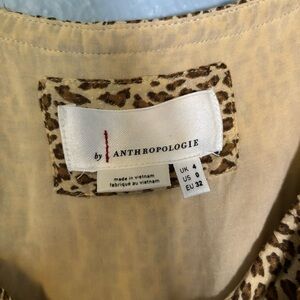 by ANTHROPOLOGIE
made in vietnam
fabriqué au vietnam
UK 4
US 0
EU 32